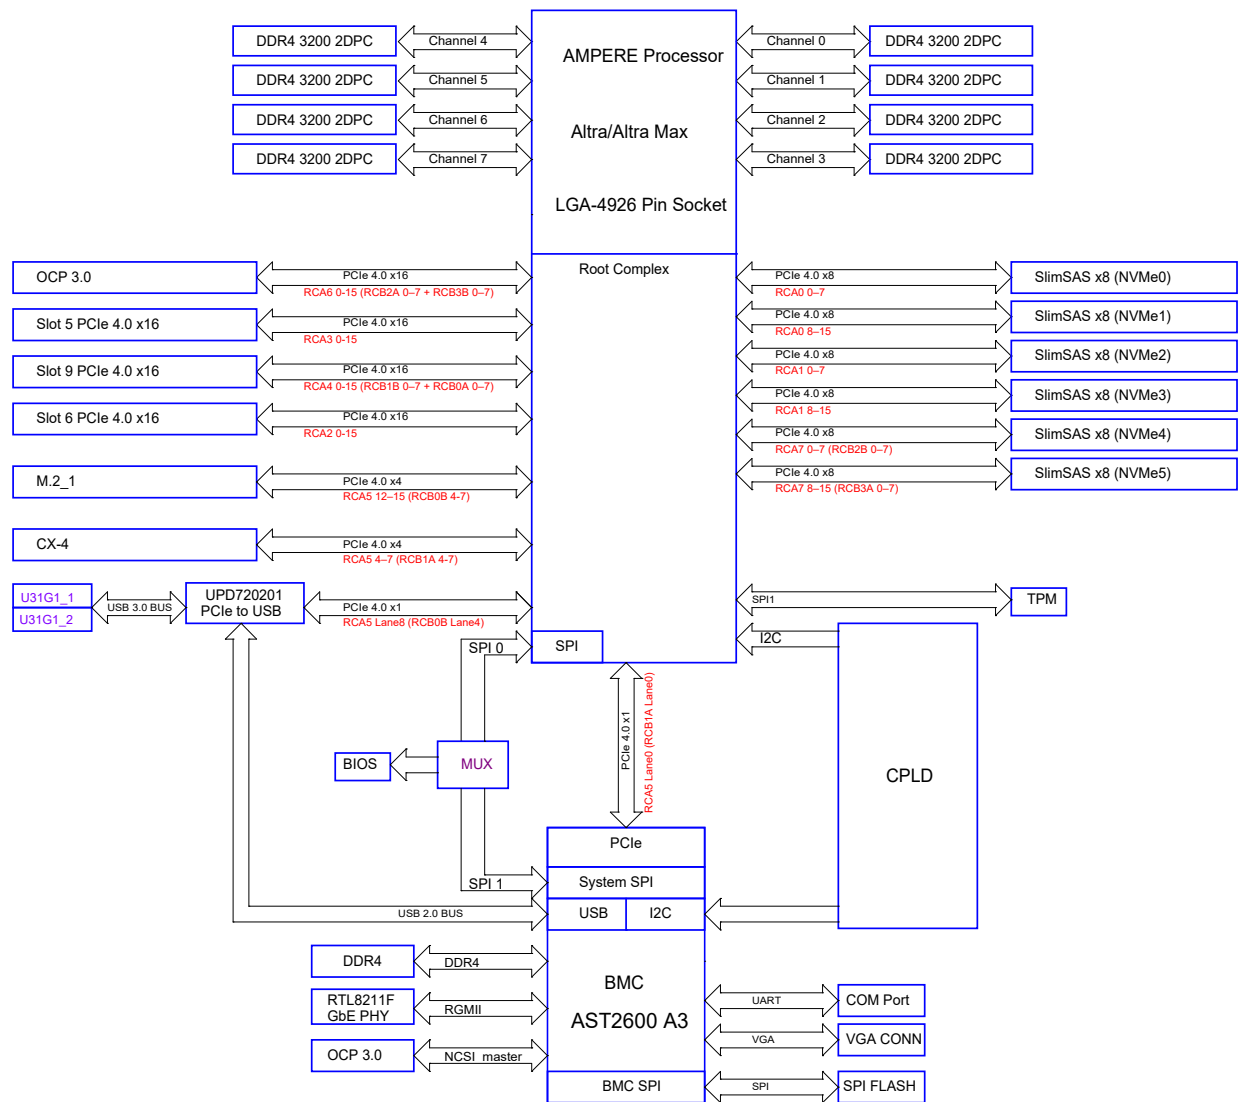 DDR4 3200 2DPC
Channel 4
AMPERE Processor
Channel 0
DDR4 3200 2DPC
DDR4 3200 2DPC
Channel 5
Channel 1
DDR4 3200 2DPC
DDR4 3200 2DPC
Channel 6
Altra/Altra Max
Channel 2
DDR4 3200 2DPC
DDR4 3200 2DPC
Channel 7
Channel 3
DDR4 3200 2DPC
LGA-4926 Pin Socket
Root Complex
OCP 3.0
PCIe 4.0 x16
RCA6 0-15 (RCB2A 0–7 + RCB3B 0–7)
PCIe 4.0 x8
RCA0 0–7
SlimSAS x8 (NVMe0)
Slot 5 PCIe 4.0 x16
PCIe 4.0 x16
RCA3 0-15
PCIe 4.0 x8
RCA0 8–15
SlimSAS x8 (NVMe1)
Slot 9 PCIe 4.0 x16
PCIe 4.0 x16
RCA4 0-15 (RCB1B 0–7 + RCB0A 0–7)
PCIe 4.0 x8
RCA1 0–7
SlimSAS x8 (NVMe2)
Slot 6 PCIe 4.0 x16
PCIe 4.0 x16
RCA2 0-15
PCIe 4.0 x8
RCA1 8–15
SlimSAS x8 (NVMe3)
PCIe 4.0 x8
RCA7 0–7 (RCB2B 0–7)
SlimSAS x8 (NVMe4)
M.2_1
PCIe 4.0 x4
RCA5 12–15 (RCB0B 4-7)
PCIe 4.0 x8
RCA7 8–15 (RCB3A 0–7)
SlimSAS x8 (NVMe5)
CX-4
PCIe 4.0 x4
RCA5 4–7 (RCB1A 4-7)
U31G1_1
U31G1_2
USB 3.0 BUS
UPD720201
PCIe to USB
PCIe 4.0 x1
RCA5 Lane8 (RCB0B Lane4)
SPI1
TPM
SPI 0
SPI
I2C
PCIe 4.0 x1
RCA5 Lane0 (RCB1A Lane0)
BIOS
MUX
CPLD
PCIe
SPI 1
System SPI
USB 2.0 BUS
USB
I2C
DDR4
DDR4
BMC
AST2600 A3
RTL8211F
GbE PHY
RGMII
UART
COM Port
OCP 3.0
NCSI master
VGA
VGA CONN
BMC SPI
SPI
SPI FLASH